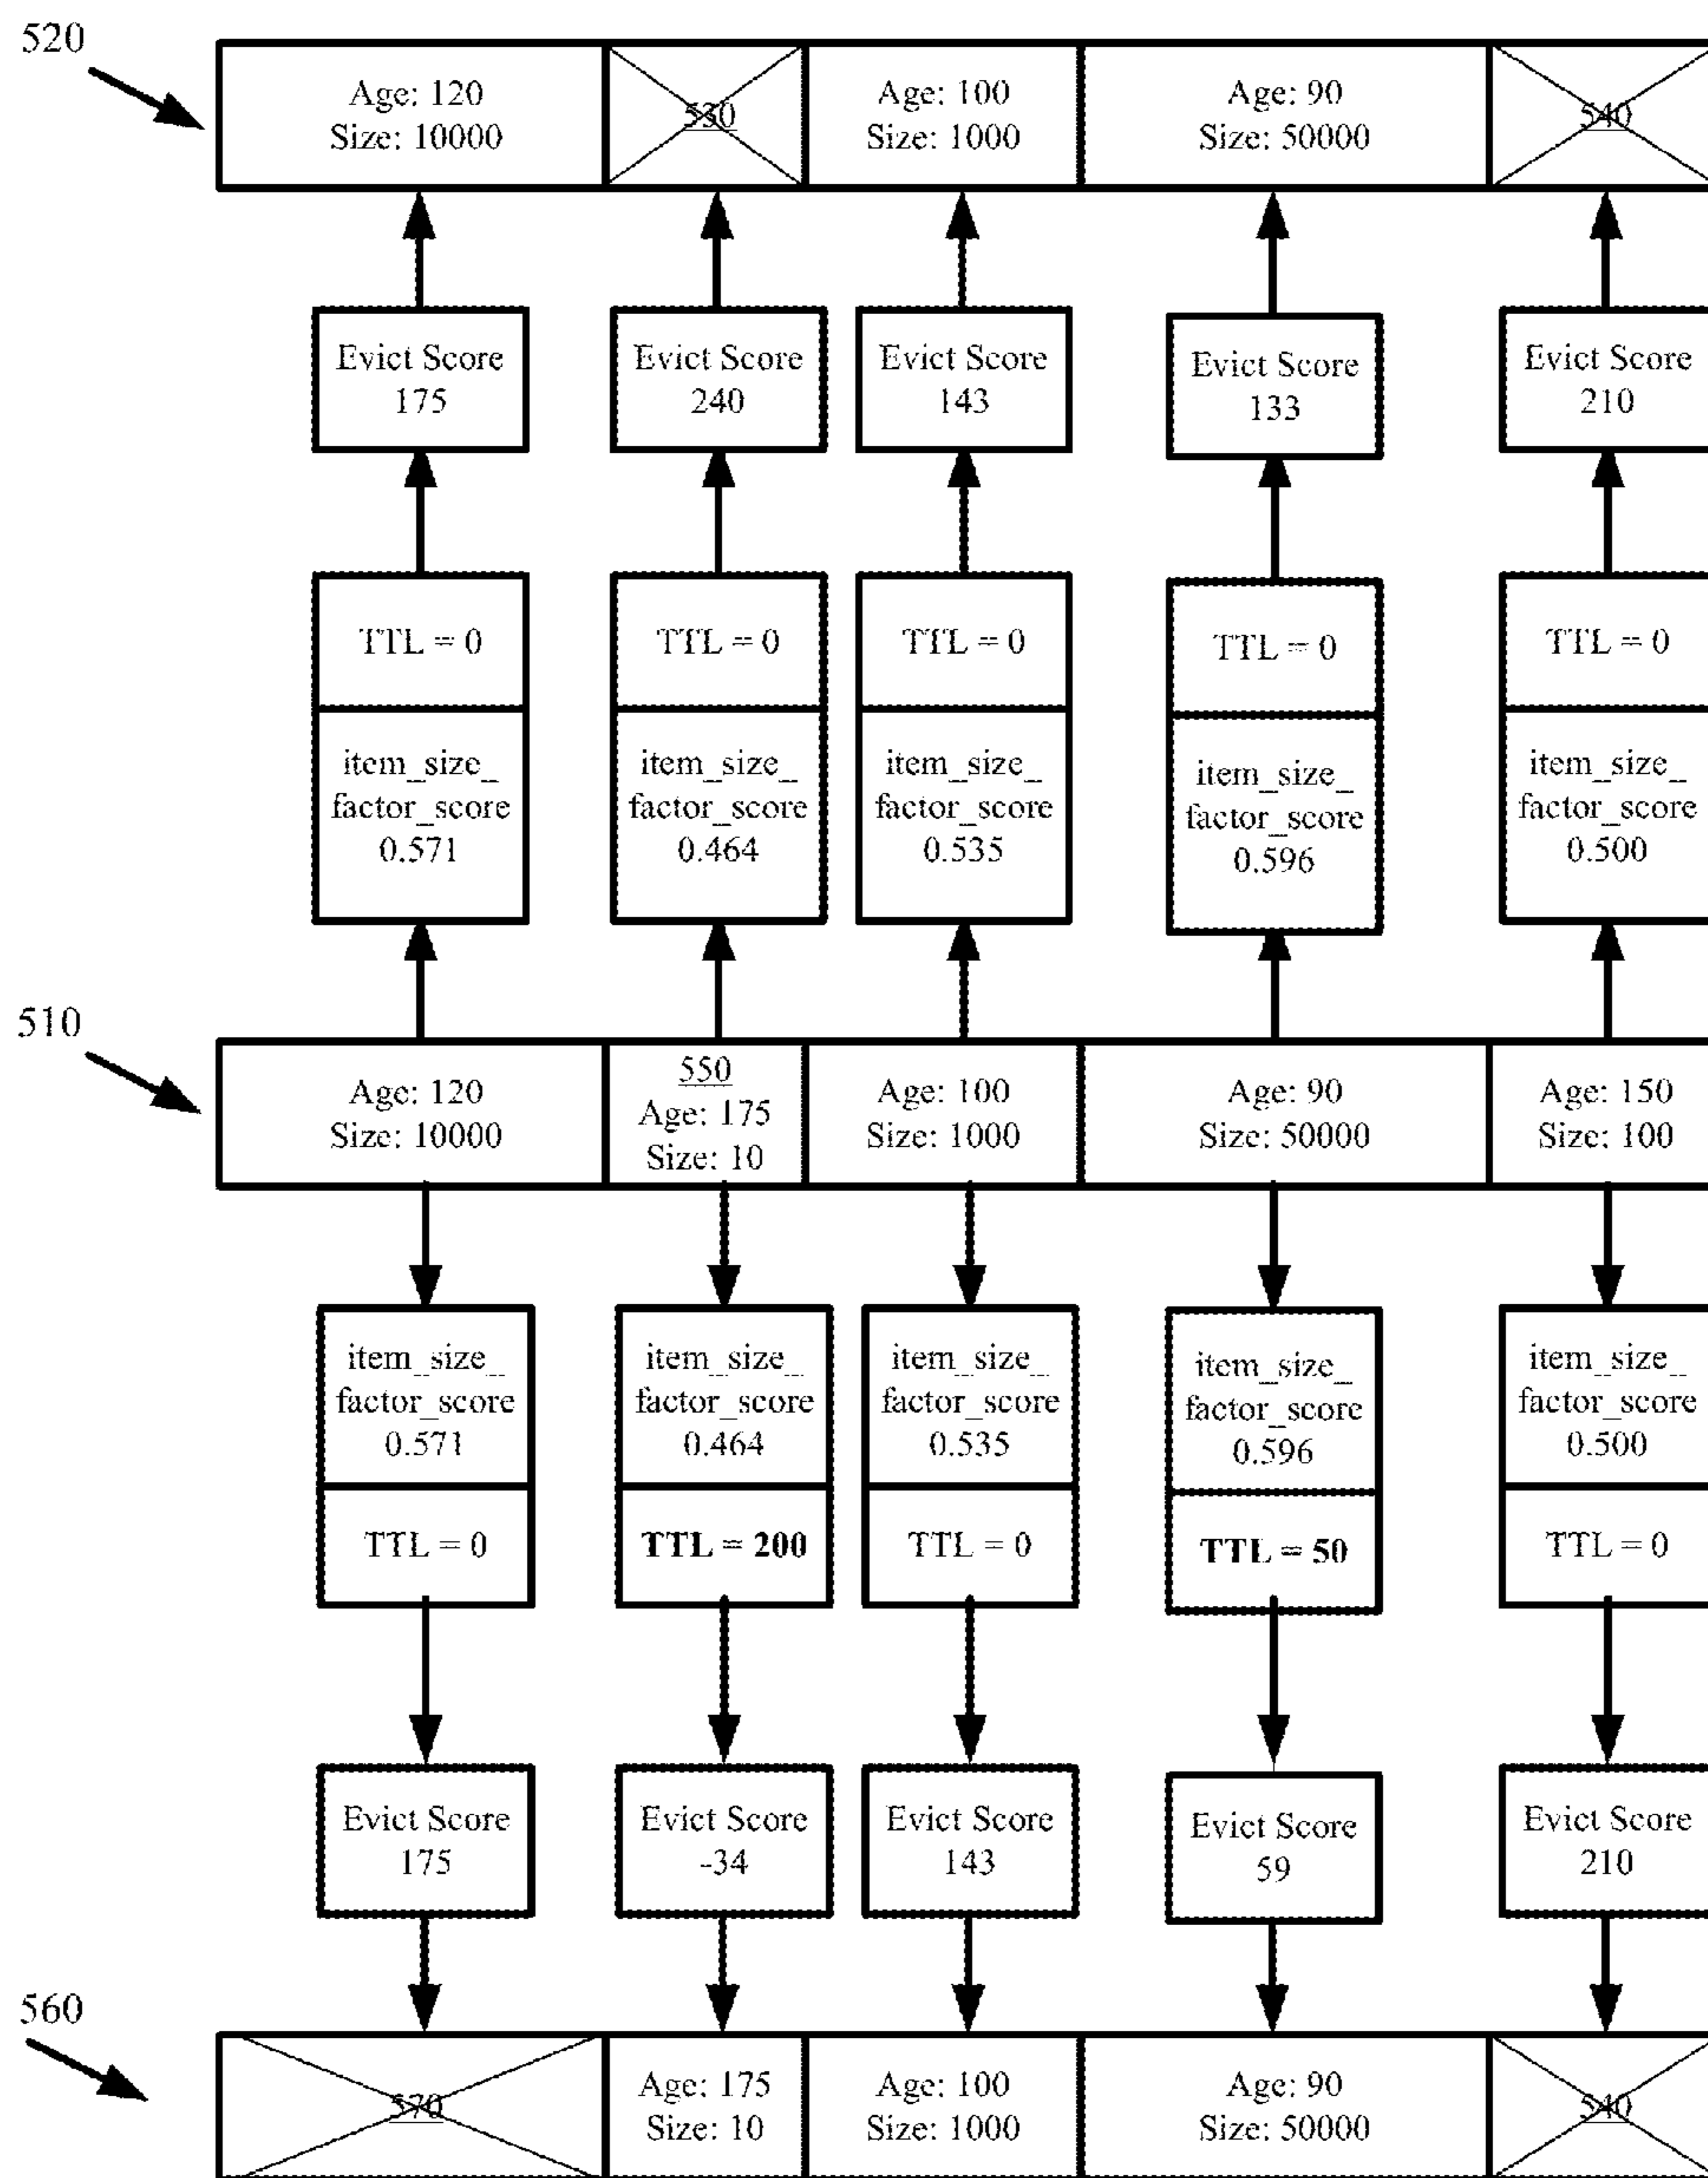 520
Age: 120
Size: 10000
530
Age: 100
Size: 1000
Age: 90
Size: 50000
540
Evict Score
175
Evict Score
240
Evict Score
143
Evict Score
133
Evict Score
210
TTL = 0
TTL = 0
TTL = 0
TTL = 0
TTL = 0
item_size_
factor_score
0.571
item_size_
factor_score
0.464
item_size_
factor_score
0.535
item_size_
factor_score
0.596
item_size_
factor_score
0.500
510
Age: 120
Size: 10000
550
Age: 175
Size: 10
Age: 100
Size: 1000
Age: 90
Size: 50000
Age: 150
Size: 100
item_size_
factor_score
0.571
item_size_
factor_score
0.464
item_size_
factor_score
0.535
item_size_
factor_score
0.596
item_size_
factor_score
0.500
TTL = 0
TTL = 200
TTL = 0
TTL = 50
TTL = 0
Evict Score
175
Evict Score
-34
Evict Score
143
Evict Score
59
Evict Score
210
560
570
Age: 175
Size: 10
Age: 100
Size: 1000
Age: 90
Size: 50000
540